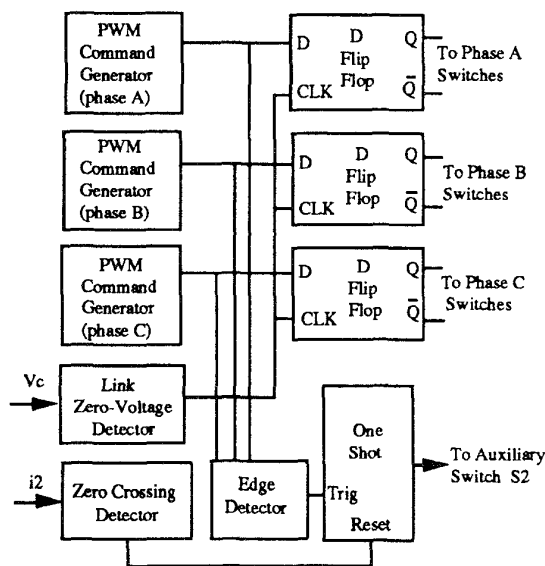 PWM
Command
Generator
(phase A)
D
D
Flip
Flop
CLK
Q
Q̅
To Phase A
Switches
PWM
Command
Generator
(phase B)
D
D
Flip
Flop
CLK
Q
Q̅
To Phase B
Switches
PWM
Command
Generator
(phase C)
D
D
Flip
Flop
CLK
Q
Q̅
To Phase C
Switches
Vc
Link
Zero-Voltage
Detector
i2
Zero Crossing
Detector
Edge
Detector
One
Shot
Trig
Reset
To Auxiliary
Switch S2